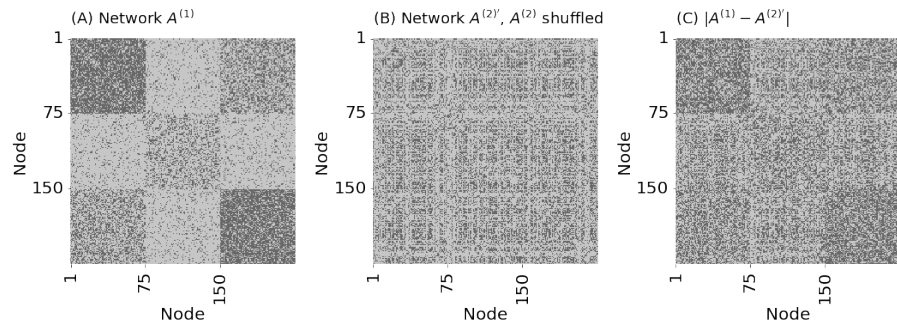 (A) Network A⁽¹⁾
(B) Network A⁽²⁾′, A⁽²⁾ shuffled
(C) |A⁽¹⁾ − A⁽²⁾′|
1
75
150
Node
1
75
150
Node
1
75
150
Node
1
75
150
Node
1
75
150
Node
1
75
150
Node